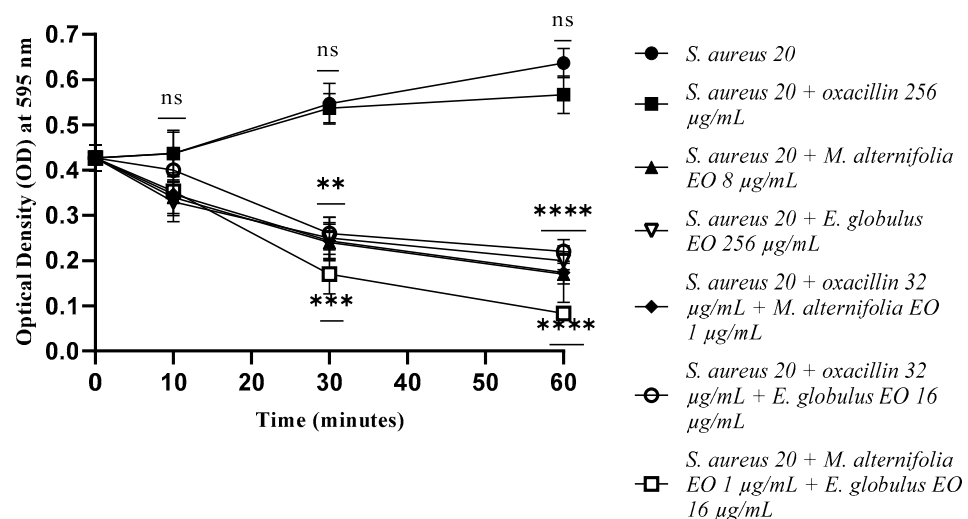 0.7
0.6
0.5
0.4
0.3
0.2
0.1
0.0
Optical Density (OD) at 595 nm
0
10
20
30
40
50
60
Time (minutes)
ns
ns
ns
**
****
***
****
S. aureus 20
S. aureus 20 + oxacillin 256
µg/mL
S. aureus 20 + M. alternifolia
EO 8 µg/mL
S. aureus 20 + E. globulus
EO 256 µg/mL
S. aureus 20 + oxacillin 32
µg/mL + M. alternifolia EO
1 µg/mL
S. aureus 20 + oxacillin 32
µg/mL + E. globulus EO 16
µg/mL
S. aureus 20 + M. alternifolia
EO 1 µg/mL + E. globulus EO
16 µg/mL